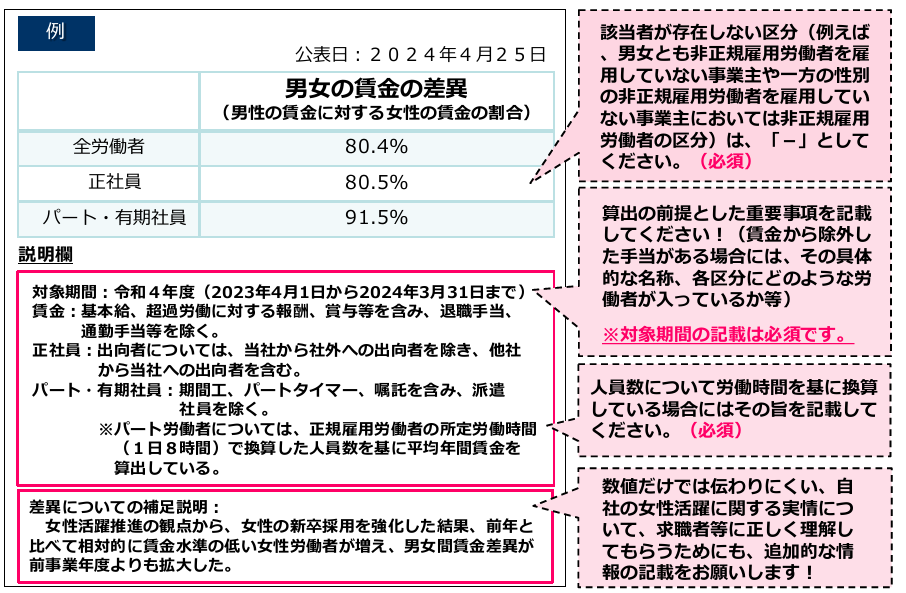 例
公表日：２０２４年４月２５日
男女の賃金の差異
（男性の賃金に対する女性の賃金の割合）
全労働者 80.4%
正社員 80.5%
パート・有期社員 91.5%
説明欄
対象期間：令和４年度（2023年4月1日から2024年3月31日まで）
賃金：基本給、超過労働に対する報酬、賞与等を含み、退職手当、
通勤手当等を除く。
正社員：出向者については、当社から社外への出向者を除き、他社
から当社への出向者を含む。
パート・有期社員：期間工、パートタイマー、嘱託を含み、派遣
社員を除く。
※パート労働者については、正規雇用労働者の所定労働時間
（１日８時間）で換算した人員数を基に平均年間賃金を
算出している。
差異についての補足説明：
女性活躍推進の観点から、女性の新卒採用を強化した結果、前年と
比べて相対的に賃金水準の低い女性労働者が増え、男女間賃金差異が
前事業年度よりも拡大した。
該当者が存在しない区分（例えば
、男女とも非正規雇用労働者を雇
用していない事業主や一方の性別
の非正規雇用労働者を雇用してい
ない事業主においては非正規雇用
労働者の区分）は、「－」として
ください。（必須）
算出の前提とした重要事項を記載
してください！（賃金から除外し
た手当がある場合には、その具体
的な名称、各区分にどのような労
働者が入っているか等）
※対象期間の記載は必須です。
人員数について労働時間を基に換算
している場合にはその旨を記載して
ください。（必須）
数値だけでは伝わりにくい、自
社の女性活躍に関する実情につ
いて、求職者等に正しく理解し
てもらうためにも、追加的な情
報の記載をお願いします！